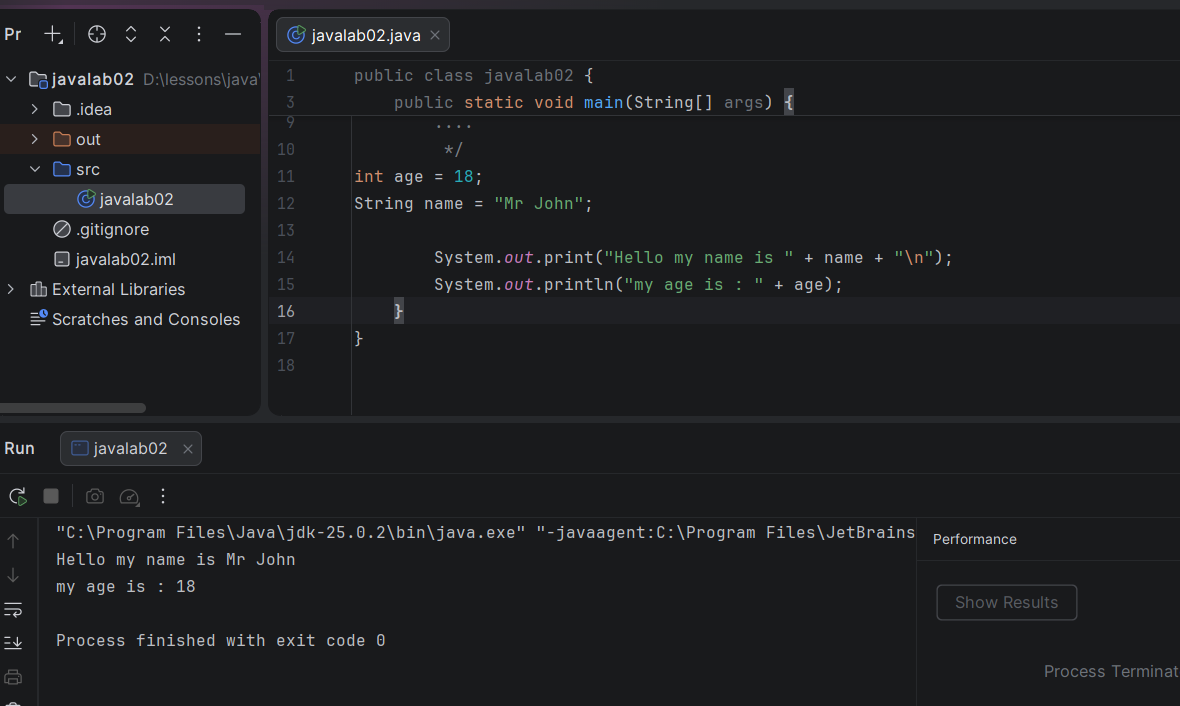 Pr
javalab02 D:\lessons\java\
.idea
out
src
javalab02
.gitignore
javalab02.iml
External Libraries
Scratches and Consoles
javalab02.java
1 public class javalab02 {
3 public static void main(String[] args) {
9 ....
10 */
11 int age = 18;
12 String name = "Mr John";
13
14 System.out.print("Hello my name is " + name + "\n");
15 System.out.println("my age is : " + age);
16 }
17 }
18
Run javalab02
"C:\Program Files\Java\jdk-25.0.2\bin\java.exe" "-javaagent:C:\Program Files\JetBrains
Hello my name is Mr John
my age is : 18
Process finished with exit code 0
Performance
Show Results
Process Terminat